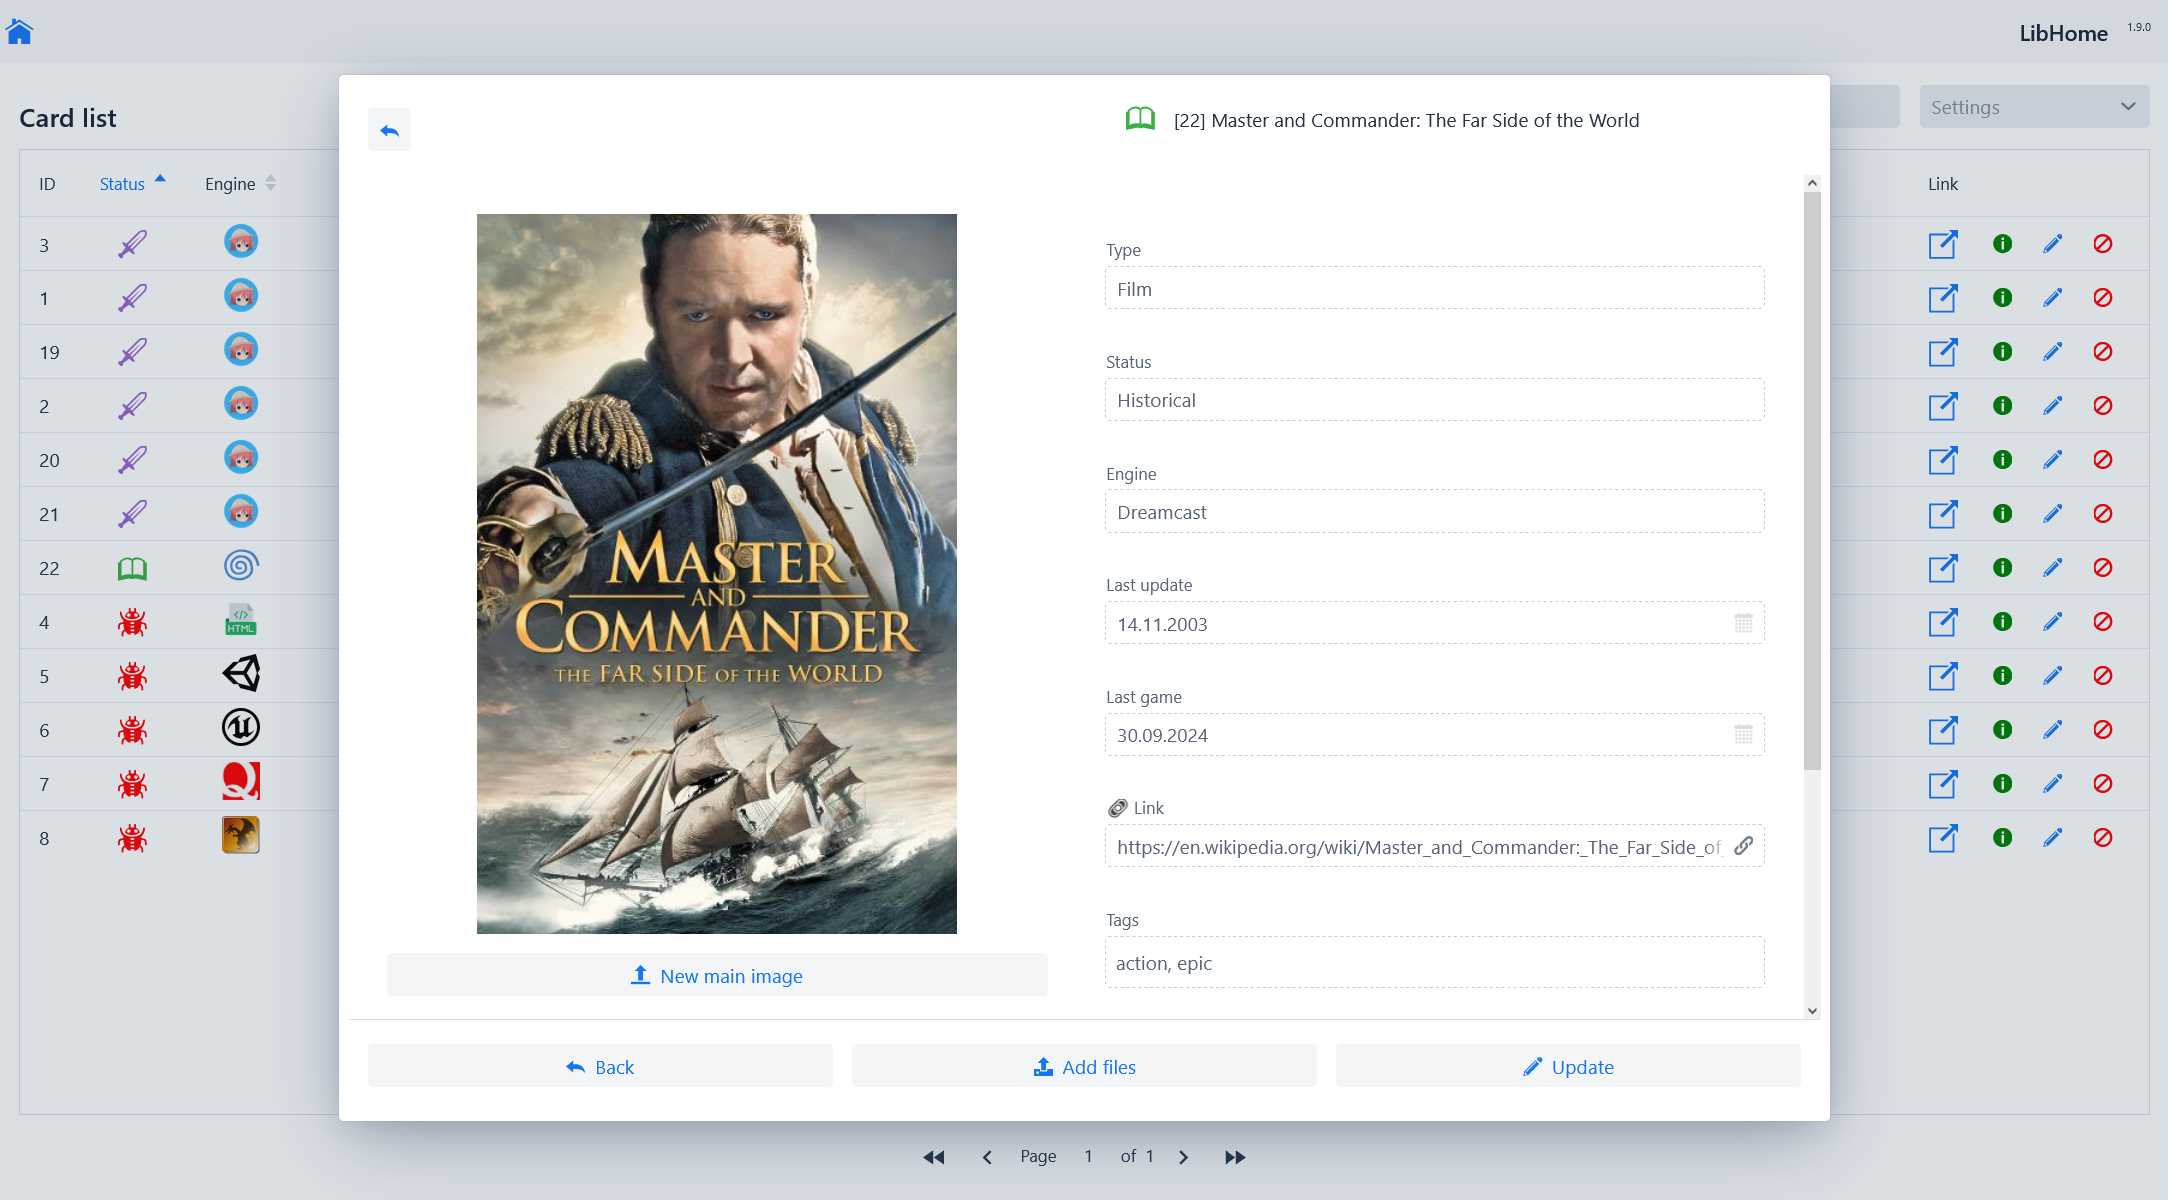 LibHome 1.9.0
Card list
Settings
ID Status Engine Link
3
1
19
2
20
21
22
4
5
6
7
8
HTML
[22] Master and Commander: The Far Side of the World
MASTER
AND
COMMANDER
THE FAR SIDE OF THE WORLD
New main image
Type
Film
Status
Historical
Engine
Dreamcast
Last update
14.11.2003
Last game
30.09.2024
Link
https://en.wikipedia.org/wiki/Master_and_Commander:_The_Far_Side_of_
Tags
action, epic
Back
Add files
Update
Page 1 of 1